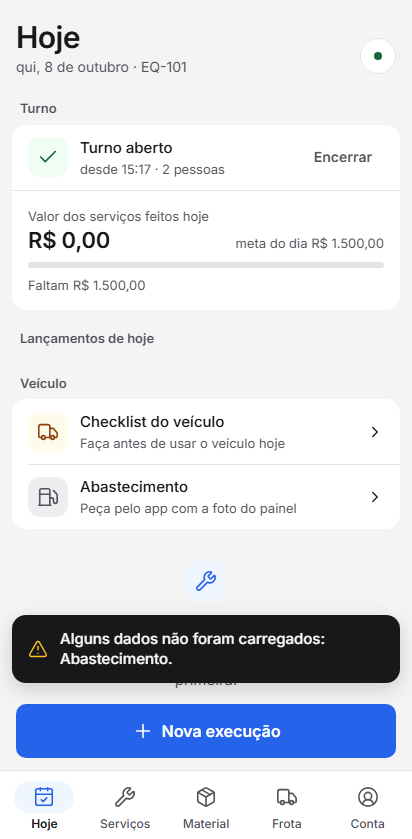 Hoje
qui, 8 de outubro · EQ-101
Turno
Turno aberto
desde 15:17 · 2 pessoas
Encerrar
Valor dos serviços feitos hoje
R$ 0,00
meta do dia R$ 1.500,00
Faltam R$ 1.500,00
Lançamentos de hoje
Veículo
Checklist do veículo
Faça antes de usar o veículo hoje
Abastecimento
Peça pelo app com a foto do painel
Alguns dados não foram carregados:
Abastecimento.
Nova execução
Hoje
Serviços
Material
Frota
Conta